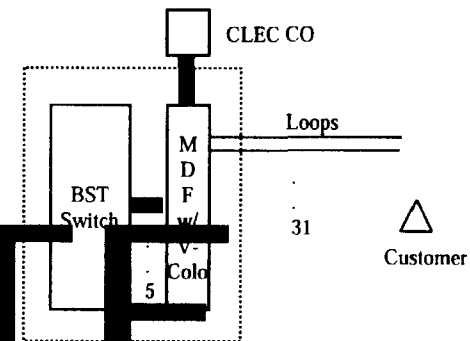 CLEC CO
Loops
M
D
F
w/
V-
Colo
BST
Switch
.
.
5
.
.
31
Customer